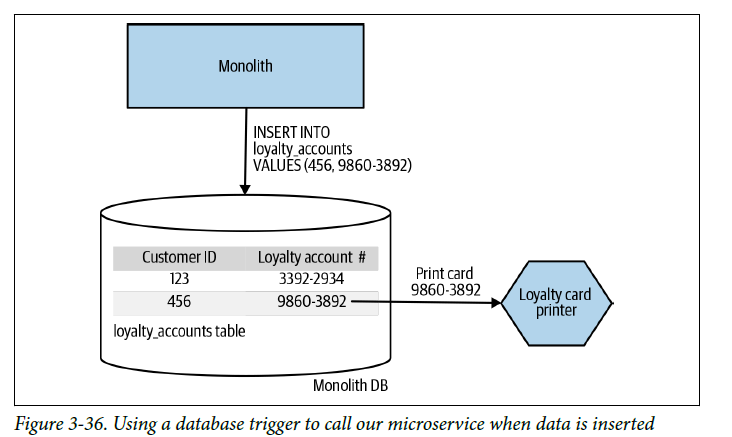 Monolith
INSERT INTO
loyalty_accounts
VALUES (456, 9860-3892)
Customer ID Loyalty account #
123 3392-2934
456 9860-3892
loyalty_accounts table
Print card
9860-3892
Loyalty card
printer
Monolith DB
Figure 3-36. Using a database trigger to call our microservice when data is inserted